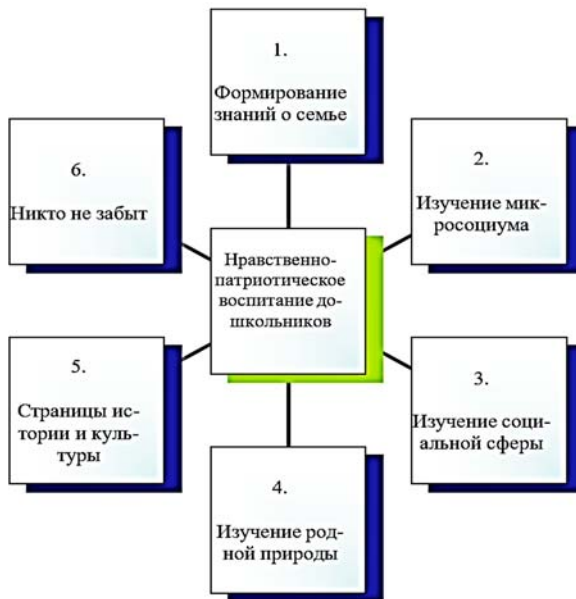 1.
Формирование
знаний о семье
2.
Изучение мик-
росоциума
3.
Изучение соци-
альной сферы
4.
Изучение род-
ной природы
5.
Страницы ис-
тории и куль-
туры
6.
Никто не забыт
Нравственно-
патриотическое
воспитание до-
школьников